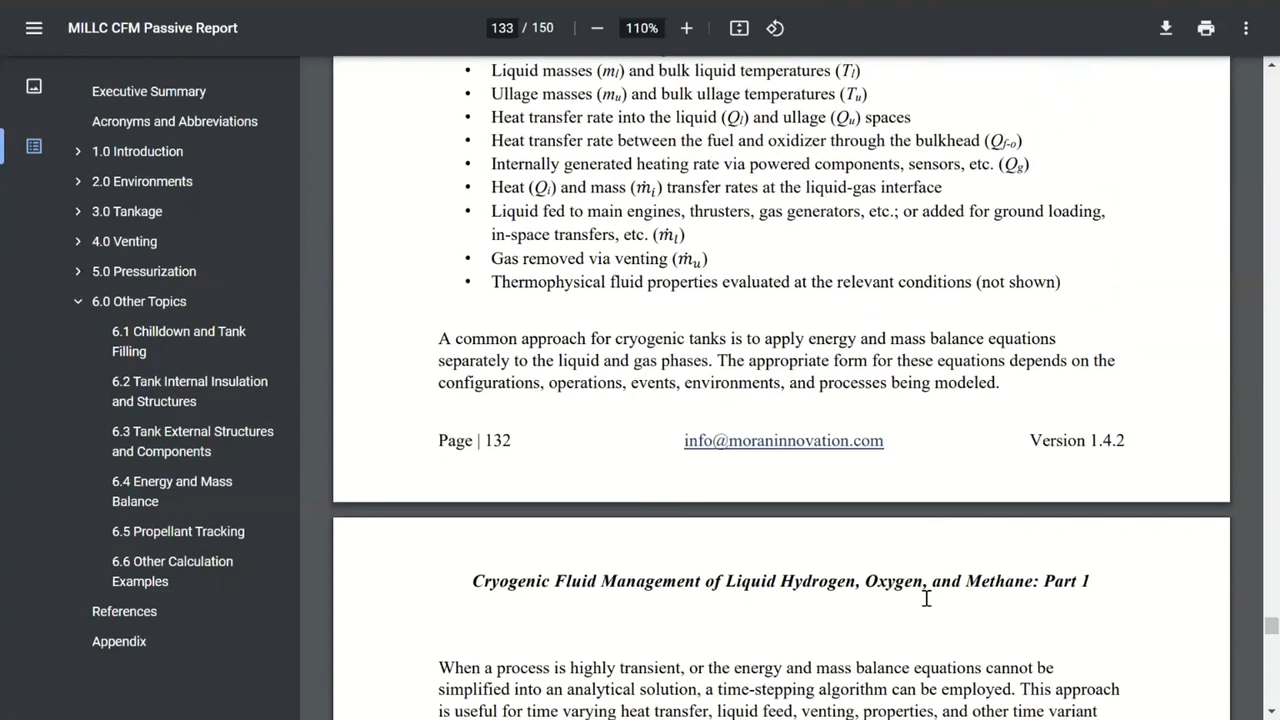 MILLC CFM Passive Report
133 / 150
110%
Executive Summary
Acronyms and Abbreviations
1.0 Introduction
2.0 Environments
3.0 Tankage
4.0 Venting
5.0 Pressurization
6.0 Other Topics
6.1 Chilldown and Tank
Filling
6.2 Tank Internal Insulation
and Structures
6.3 Tank External Structures
and Components
6.4 Energy and Mass
Balance
6.5 Propellant Tracking
6.6 Other Calculation
Examples
References
Appendix
• Liquid masses (mₗ) and bulk liquid temperatures (Tₗ)
• Ullage masses (mᵤ) and bulk ullage temperatures (Tᵤ)
• Heat transfer rate into the liquid (Qₗ) and ullage (Qᵤ) spaces
• Heat transfer rate between the fuel and oxidizer through the bulkhead (Q_f-o)
• Internally generated heating rate via powered components, sensors, etc. (Q_g)
• Heat (Qᵢ) and mass (ṁᵢ) transfer rates at the liquid-gas interface
• Liquid fed to main engines, thrusters, gas generators, etc.; or added for ground loading,
in-space transfers, etc. (ṁₗ)
• Gas removed via venting (ṁᵤ)
• Thermophysical fluid properties evaluated at the relevant conditions (not shown)
A common approach for cryogenic tanks is to apply energy and mass balance equations
separately to the liquid and gas phases. The appropriate form for these equations depends on the
configurations, operations, events, environments, and processes being modeled.
Page | 132 info@moraninnovation.com Version 1.4.2
Cryogenic Fluid Management of Liquid Hydrogen, Oxygen, and Methane: Part 1
When a process is highly transient, or the energy and mass balance equations cannot be
simplified into an analytical solution, a time-stepping algorithm can be employed. This approach
is useful for time varying heat transfer, liquid feed, venting, properties, and other time variant